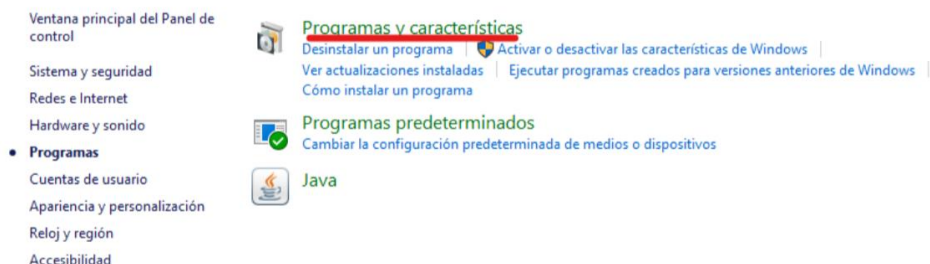 Ventana principal del Panel de
control
Sistema y seguridad
Redes e Internet
Hardware y sonido
Programas
Cuentas de usuario
Apariencia y personalización
Reloj y región
Accesibilidad
Programas y características
Desinstalar un programa
Activar o desactivar las características de Windows
Ver actualizaciones instaladas
Ejecutar programas creados para versiones anteriores de Windows
Cómo instalar un programa
Programas predeterminados
Cambiar la configuración predeterminada de medios o dispositivos
Java